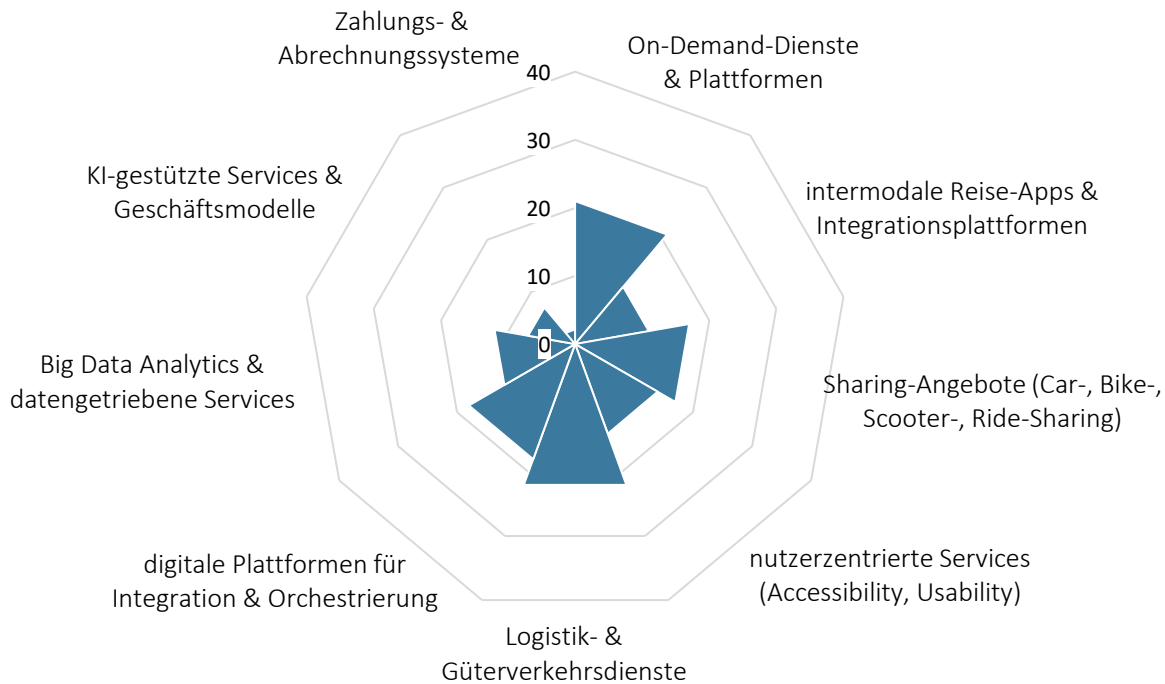 Zahlungs- &
Abrechnungssysteme
On-Demand-Dienste
& Plattformen
40
30
20
10
0
KI-gestützte Services &
Geschäftsmodelle
intermodale Reise-Apps &
Integrationsplattformen
Big Data Analytics &
datengetriebene Services
Sharing-Angebote (Car-, Bike-,
Scooter-, Ride-Sharing)
digitale Plattformen für
Integration & Orchestrierung
nutzerzentrierte Services
(Accessibility, Usability)
Logistik- &
Güterverkehrsdienste